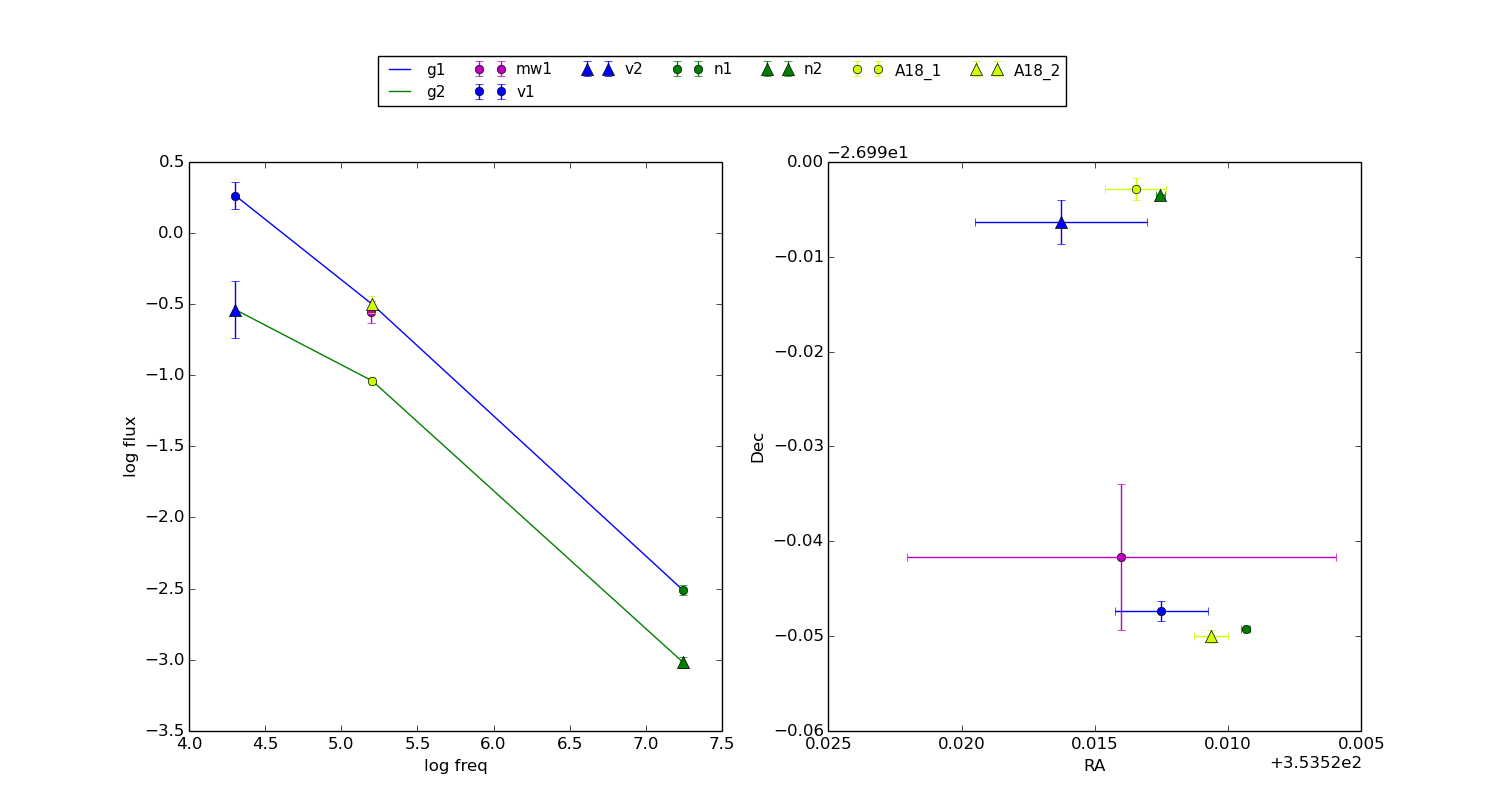 g1 mw1 v2 n1 n2 A18_1 A18_2
g2 v1
0.5
0.0
−0.5
−1.0
−1.5
−2.0
−2.5
−3.0
−3.5
log flux
4.0 4.5 5.0 5.5 6.0 6.5 7.0 7.5
log freq
−2.699e1
0.00
−0.01
−0.02
−0.03
−0.04
−0.05
−0.06
Dec
0.025 0.020 0.015 0.010 0.005
RA
+3.5352e2